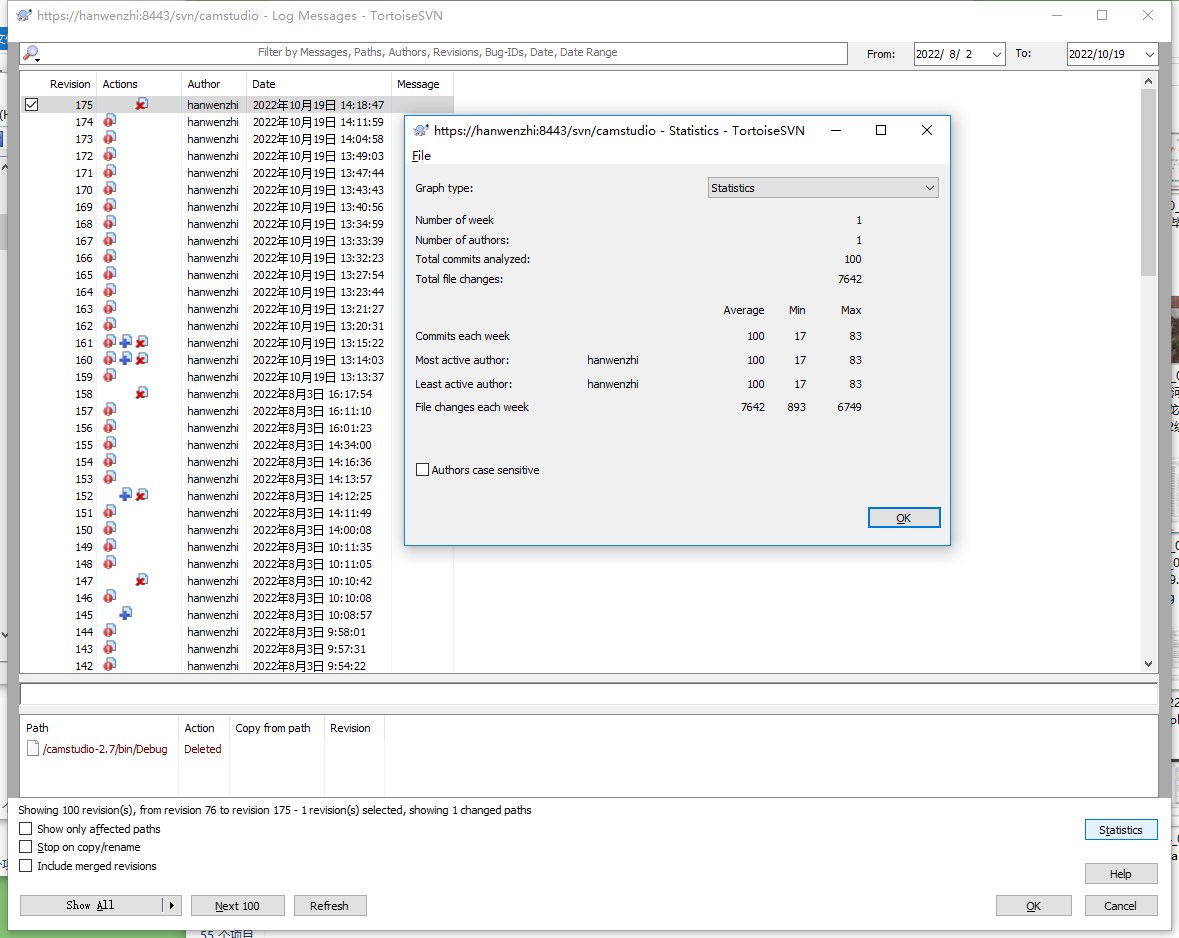 https://hanwenzhi:8443/svn/camstudio - Log Messages - TortoiseSVN
Filter by Messages, Paths, Authors, Revisions, Bug-IDs, Date, Date Range
From: 2022/ 8/ 2 To: 2022/10/19
Revision Actions Author Date Message
175 hanwenzhi 2022年10月19日 14:18:47
174 hanwenzhi 2022年10月19日 14:11:59
173 hanwenzhi 2022年10月19日 14:04:58
172 hanwenzhi 2022年10月19日 13:49:03
171 hanwenzhi 2022年10月19日 13:47:44
170 hanwenzhi 2022年10月19日 13:43:43
169 hanwenzhi 2022年10月19日 13:40:56
168 hanwenzhi 2022年10月19日 13:34:59
167 hanwenzhi 2022年10月19日 13:33:39
166 hanwenzhi 2022年10月19日 13:32:23
165 hanwenzhi 2022年10月19日 13:27:54
164 hanwenzhi 2022年10月19日 13:23:44
163 hanwenzhi 2022年10月19日 13:21:27
162 hanwenzhi 2022年10月19日 13:20:31
161 hanwenzhi 2022年10月19日 13:15:22
160 hanwenzhi 2022年10月19日 13:14:03
159 hanwenzhi 2022年10月19日 13:13:37
158 hanwenzhi 2022年8月3日 16:17:54
157 hanwenzhi 2022年8月3日 16:11:10
156 hanwenzhi 2022年8月3日 16:01:23
155 hanwenzhi 2022年8月3日 14:34:00
154 hanwenzhi 2022年8月3日 14:16:36
153 hanwenzhi 2022年8月3日 14:13:57
152 hanwenzhi 2022年8月3日 14:12:25
151 hanwenzhi 2022年8月3日 14:11:49
150 hanwenzhi 2022年8月3日 14:00:08
149 hanwenzhi 2022年8月3日 10:11:35
148 hanwenzhi 2022年8月3日 10:11:05
147 hanwenzhi 2022年8月3日 10:10:42
146 hanwenzhi 2022年8月3日 10:10:08
145 hanwenzhi 2022年8月3日 10:08:57
144 hanwenzhi 2022年8月3日 9:58:01
143 hanwenzhi 2022年8月3日 9:57:31
142 hanwenzhi 2022年8月3日 9:54:22
https://hanwenzhi:8443/svn/camstudio - Statistics - TortoiseSVN
File
Graph type: Statistics
Number of week 1
Number of authors: 1
Total commits analyzed: 100
Total file changes: 7642
Average Min Max
Commits each week 100 17 83
Most active author: hanwenzhi 100 17 83
Least active author: hanwenzhi 100 17 83
File changes each week 7642 893 6749
Authors case sensitive
OK
Path Action Copy from path Revision
/camstudio-2.7/bin/Debug Deleted
Showing 100 revision(s), from revision 76 to revision 175 - 1 revision(s) selected, showing 1 changed paths
Show only affected paths
Stop on copy/rename
Include merged revisions
Statistics
Help
Show All Next 100 Refresh OK Cancel
55 个项目